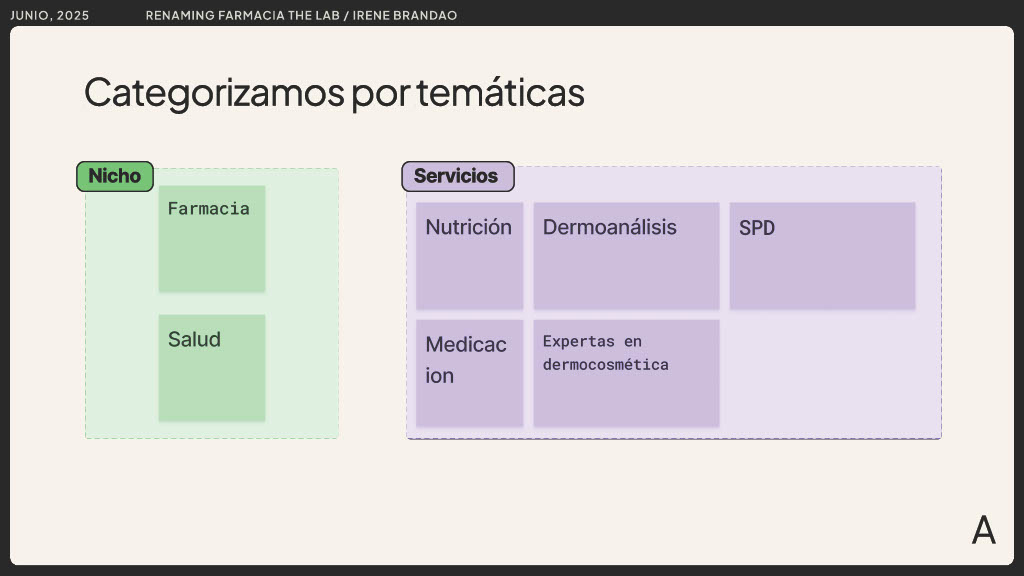 JUNIO, 2025
RENAMING FARMACIA THE LAB / IRENE BRANDAO
Categorizamos por temáticas
Nicho
Farmacia
Salud
Servicios
Nutrición
Dermoanálisis
SPD
Medicac
ion
Expertas en
dermocosmética
A